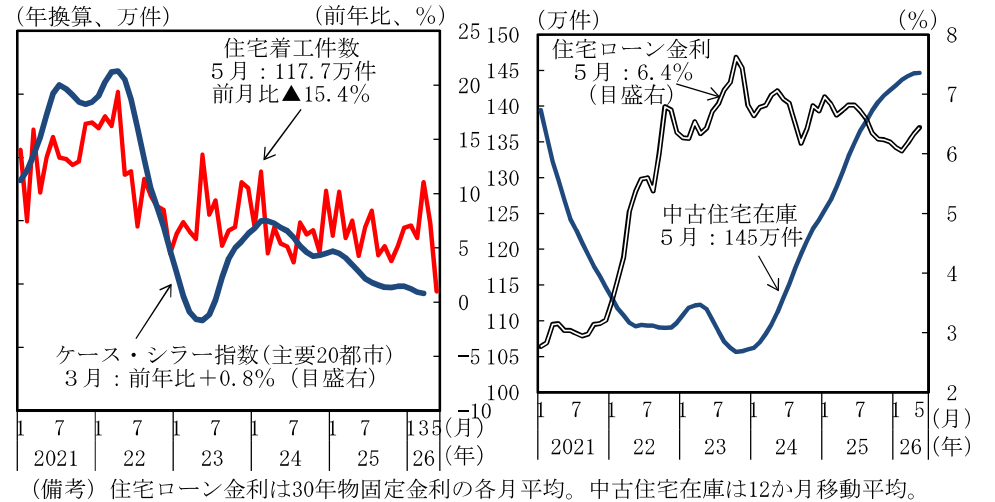 (年換算、万件)
(前年比、%)
住宅着工件数
５月：117.7万件
前月比▲15.4%
25
20
15
10
5
0
−5
−10
ケース・シラー指数(主要20都市)
３月：前年比＋0.8% (目盛右)
1 7 1 7 1 7 1 7 1 7 1 3 5 (月)
2021 22 23 24 25 26 (年)
(万件)
(%)
150
145
140
135
130
125
120
115
110
105
100
住宅ローン金利
５月：6.4%
(目盛右)
中古住宅在庫
５月：145万件
8
7
6
5
4
3
2
1 7 1 7 1 7 1 7 1 7 1 5 (月)
2021 22 23 24 25 26 (年)
(備考) 住宅ローン金利は30年物固定金利の各月平均。中古住宅在庫は12か月移動平均。